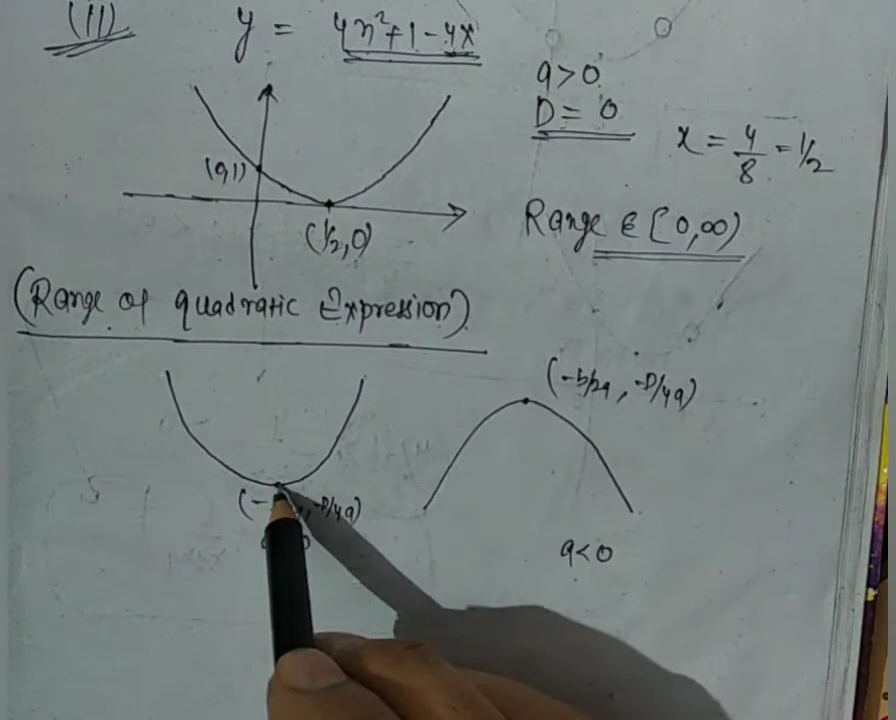 (11) y = 4x²+1-4x
a>0
D = 0
x = 4/8 = 1/2
(0,1)
(1/2,0)
Range ∈ [0,∞)
(Range of quadratic Expression)
(-b/2a, -D/4a)
(- , -D/4a)
a<0